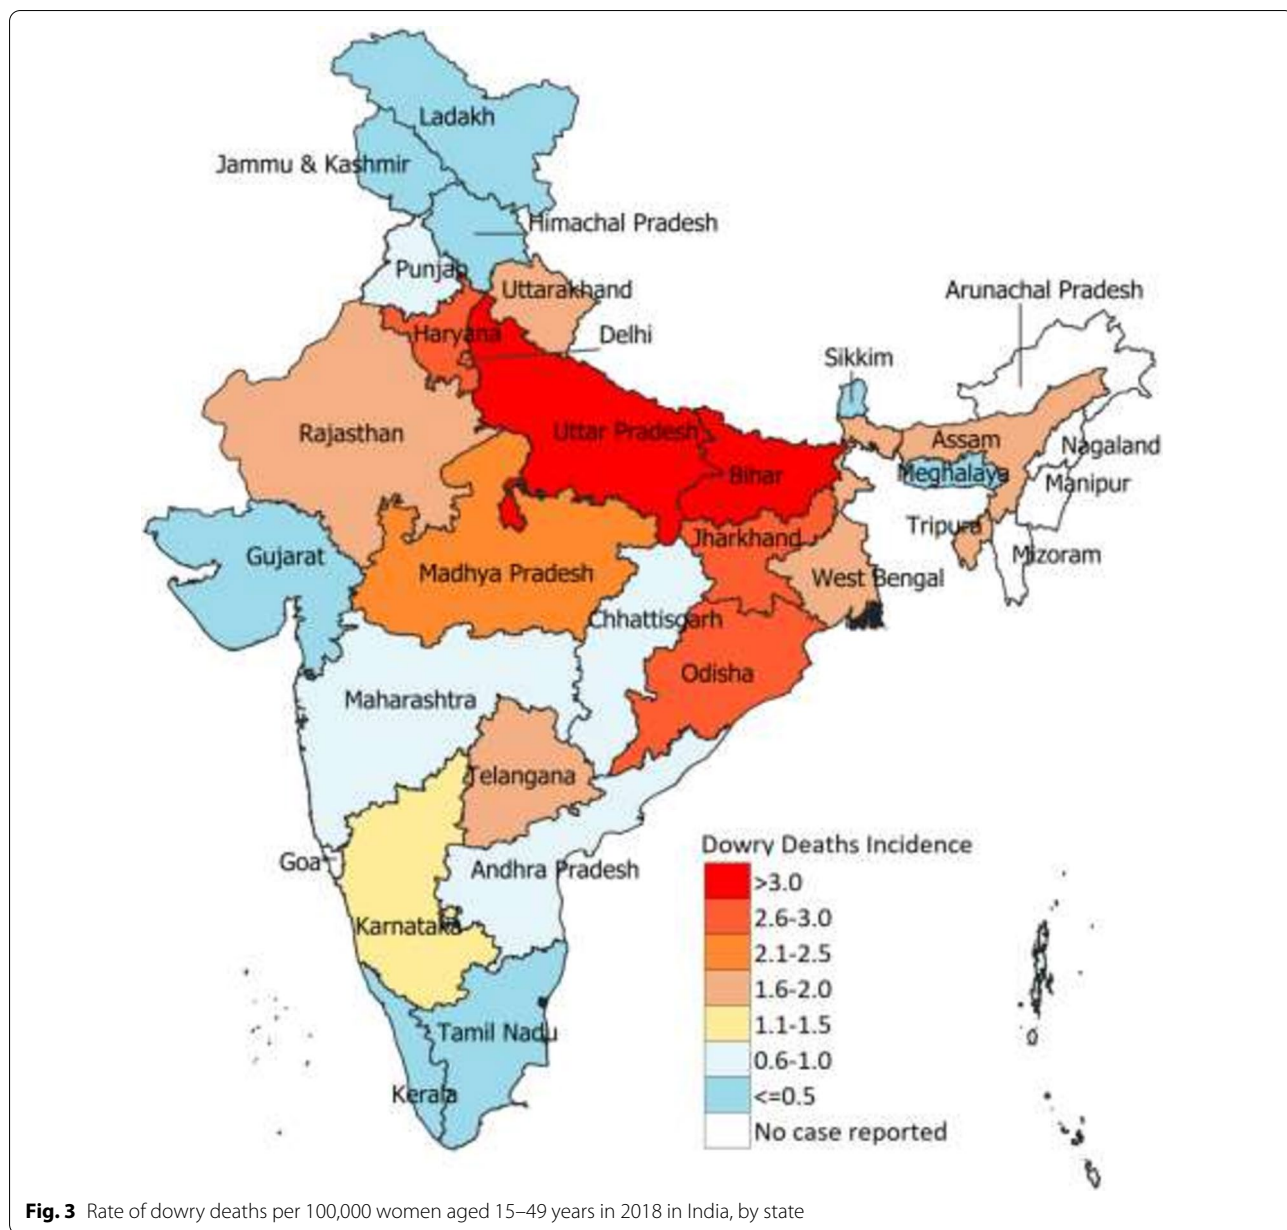 Ladakh
Jammu & Kashmir
Himachal Pradesh
Punjab
Uttarakhand
Arunachal Pradesh
Haryana
Delhi
Sikkim
Rajasthan
Uttar Pradesh
Assam
Nagaland
Bihar
Meghalaya
Manipur
Tripura
Jharkhand
Gujarat
Mizoram
Madhya Pradesh
West Bengal
Chhattisgarh
Odisha
Maharashtra
Telangana
Dowry Deaths Incidence
Goa
Andhra Pradesh
>3.0
2.6-3.0
Karnataka
2.1-2.5
1.6-2.0
1.1-1.5
Tamil Nadu
0.6-1.0
Kerala
<=0.5
No case reported
Fig. 3 Rate of dowry deaths per 100,000 women aged 15–49 years in 2018 in India, by state